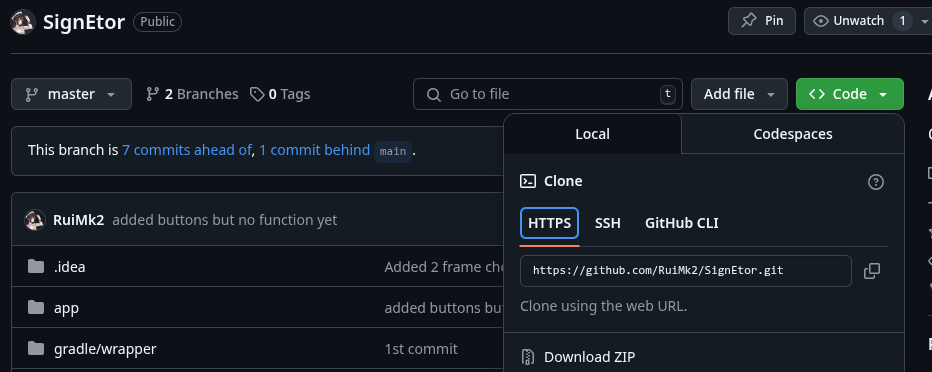 SignEtor Public Pin Unwatch 1
master 2 Branches 0 Tags Go to file t Add file Code
Local Codespaces
This branch is 7 commits ahead of, 1 commit behind main.
Clone
RuiMk2 added buttons but no function yet
HTTPS SSH GitHub CLI
.idea Added 2 frame che
https://github.com/RuiMk2/SignEtor.git
app added buttons bu
Clone using the web URL.
gradle/wrapper 1st commit
Download ZIP